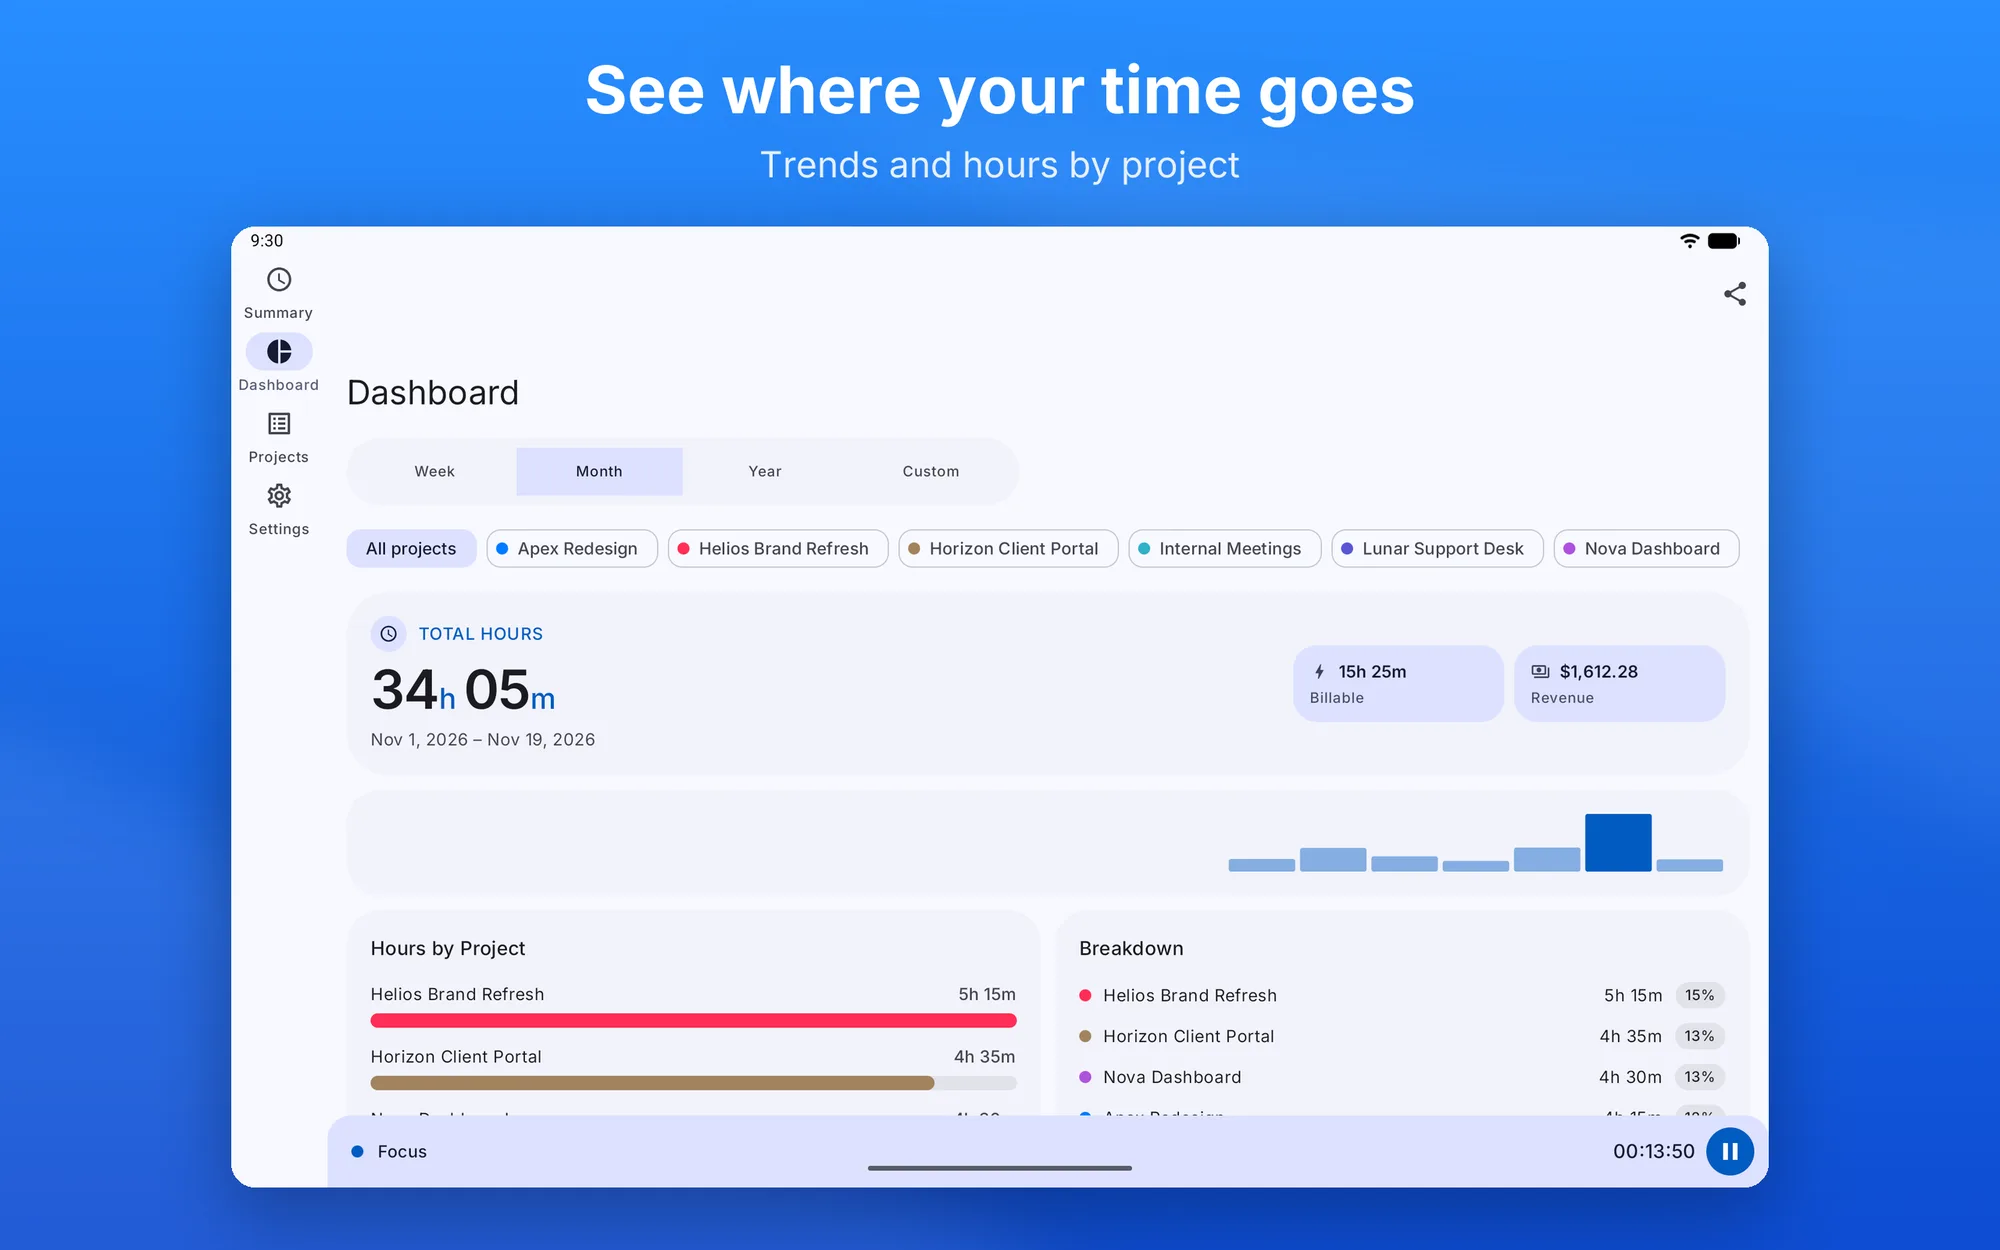 See where your time goes
Trends and hours by project
9:30
Summary
Dashboard
Projects
Settings
Dashboard
Week Month Year Custom
All projects Apex Redesign Helios Brand Refresh Horizon Client Portal Internal Meetings Lunar Support Desk Nova Dashboard
TOTAL HOURS
34h 05m
Nov 1, 2026 – Nov 19, 2026
15h 25m
Billable
$1,612.28
Revenue
Hours by Project
Helios Brand Refresh 5h 15m
Horizon Client Portal 4h 35m
Breakdown
Helios Brand Refresh 5h 15m 15%
Horizon Client Portal 4h 35m 13%
Nova Dashboard 4h 30m 13%
Focus 00:13:50